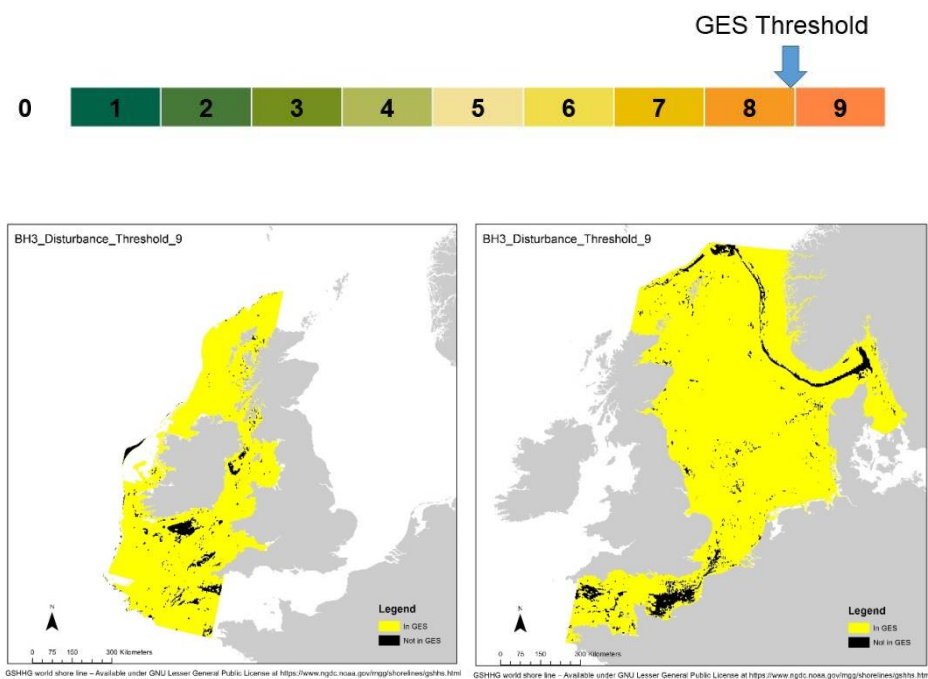 GES Threshold
0 1 2 3 4 5 6 7 8 9
BH3_Disturbance_Threshold_9
N
0 75 150 300 Kilometers
Legend
In GES
Not in GES
GSHHG world shore line – Available under GNU Lesser General Public License at https://www.ngdc.noaa.gov/mgg/shorelines/gshhs.html
BH3_Disturbance_Threshold_9
N
0 75 150 300 Kilometers
Legend
In GES
Not in GES
GSHHG world shore line – Available under GNU Lesser General Public License at https://www.ngdc.noaa.gov/mgg/shorelines/gshhs.html